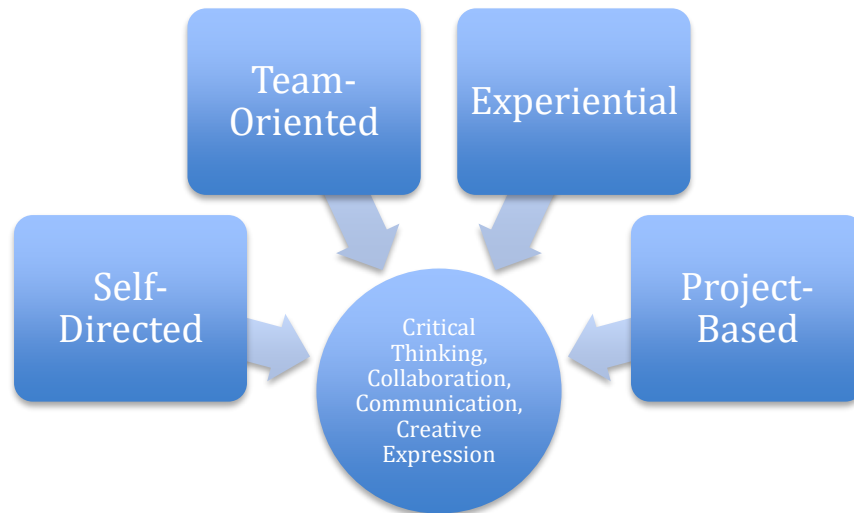 Team-
Oriented
Experiential
Self-
Directed
Project-
Based
Critical
Thinking,
Collaboration,
Communication,
Creative
Expression